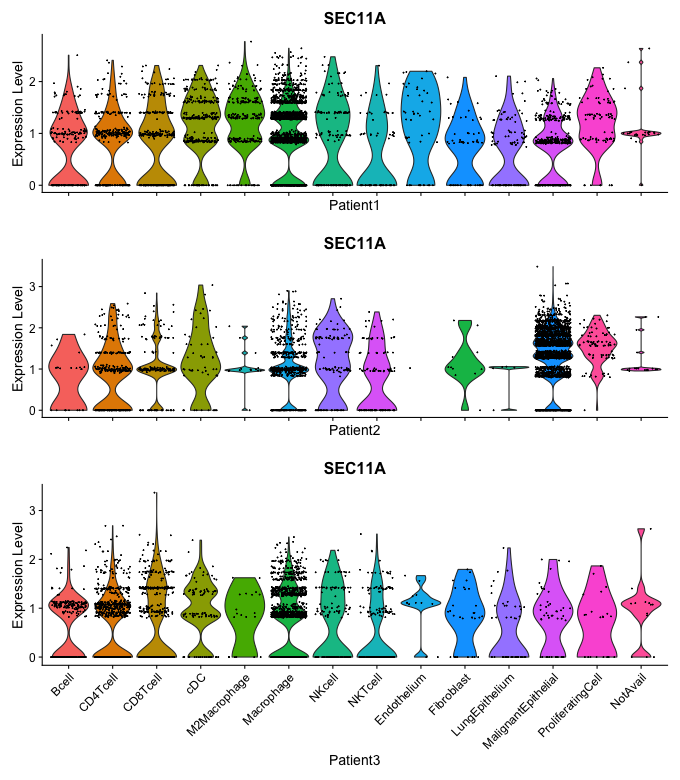 SEC11A
Expression Level
2
1
0
Patient1
SEC11A
Expression Level
3
2
1
0
Patient2
SEC11A
Expression Level
3
2
1
0
Bcell
CD4Tcell
CD8Tcell
cDC
M2Macrophage
Macrophage
NKcell
NKTcell
Endothelium
Fibroblast
LungEpithelium
MalignantEpithelial
ProliferatingCell
NotAvail
Patient3